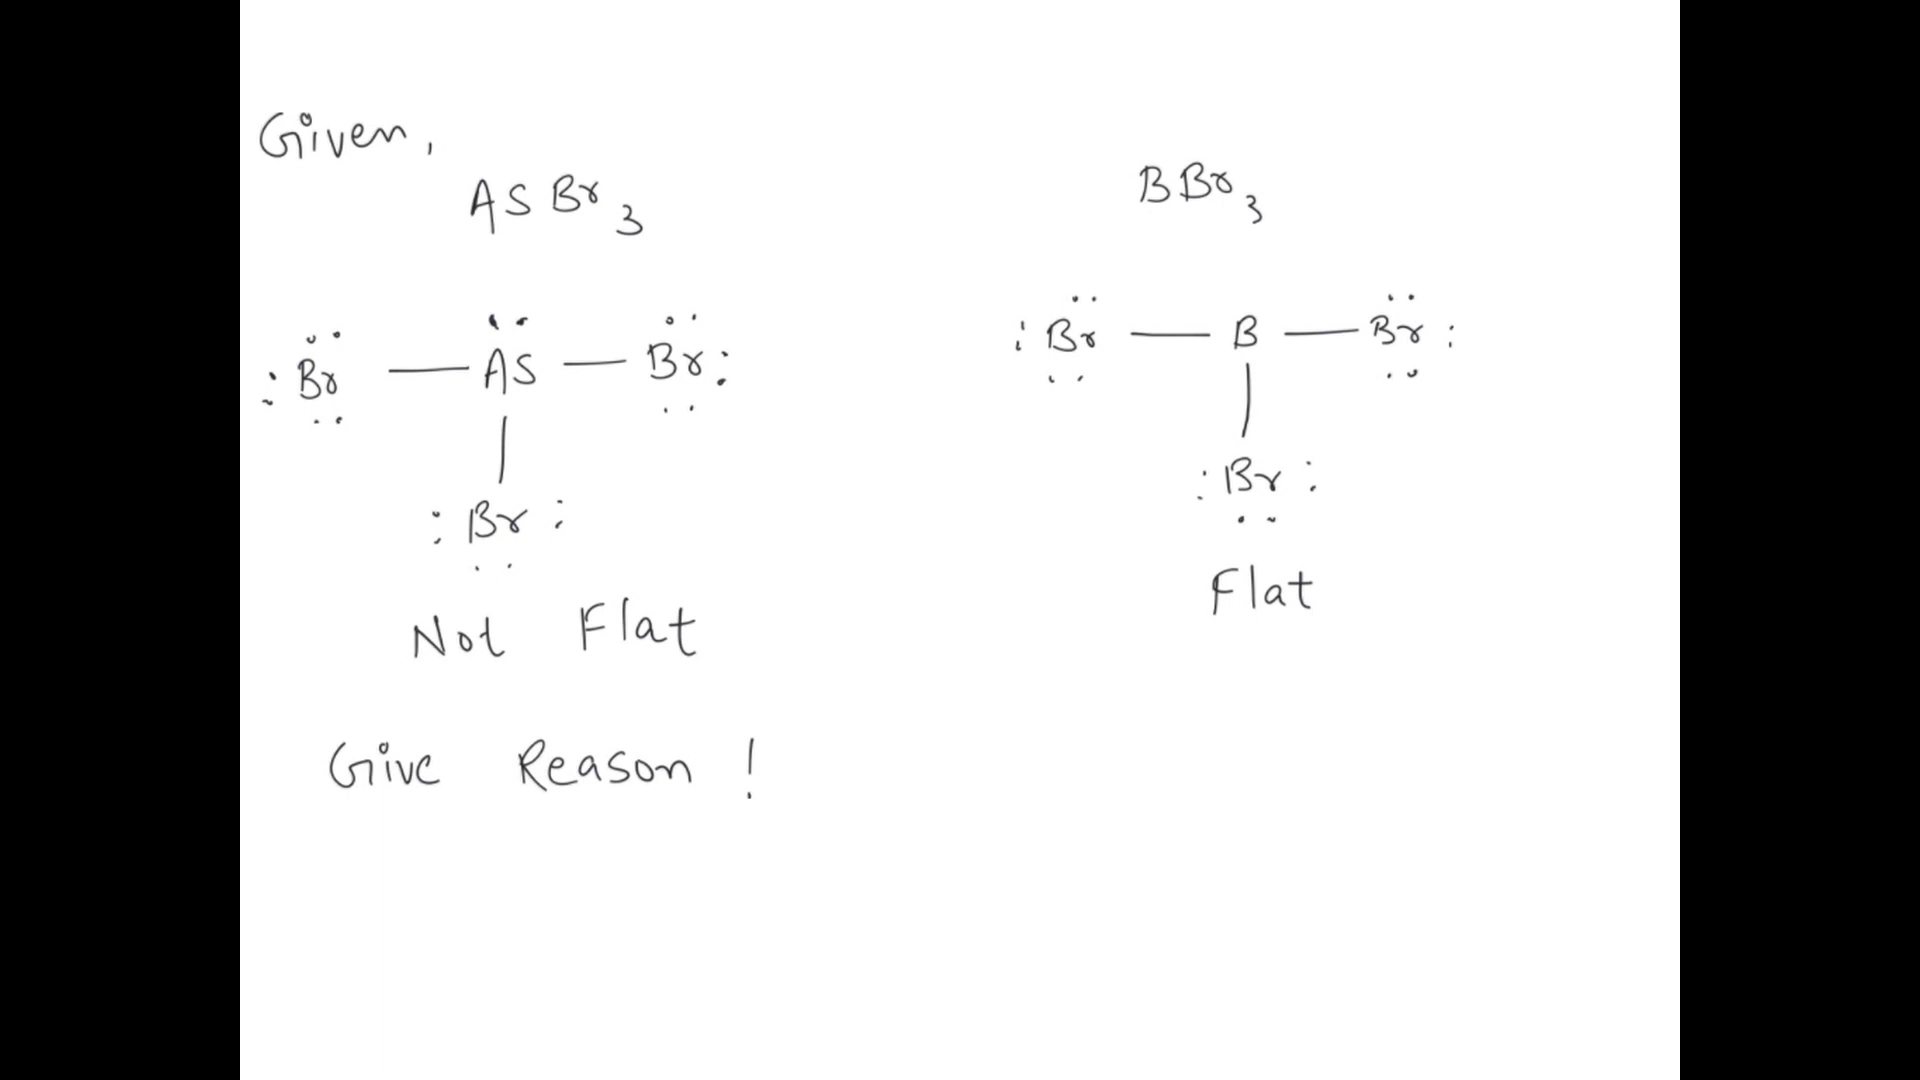 Given,
ASBr3 BBr3
:Br — AS — Br: :Br — B — Br:
:Br: :Br:
Not Flat Flat
Give Reason!